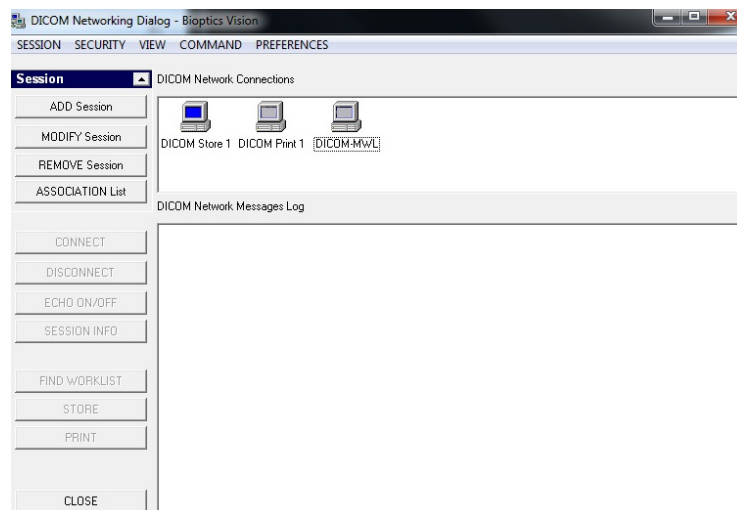 DICOM Networking Dialog - Bioptics Vision
SESSION SECURITY VIEW COMMAND PREFERENCES
Session
DICOM Network Connections
ADD Session
MODIFY Session
REMOVE Session
ASSOCIATION List
DICOM Store 1 DICOM Print 1 DICOM-MWL
DICOM Network Messages Log
CONNECT
DISCONNECT
ECHO ON/OFF
SESSION INFO
FIND WORKLIST
STORE
PRINT
CLOSE